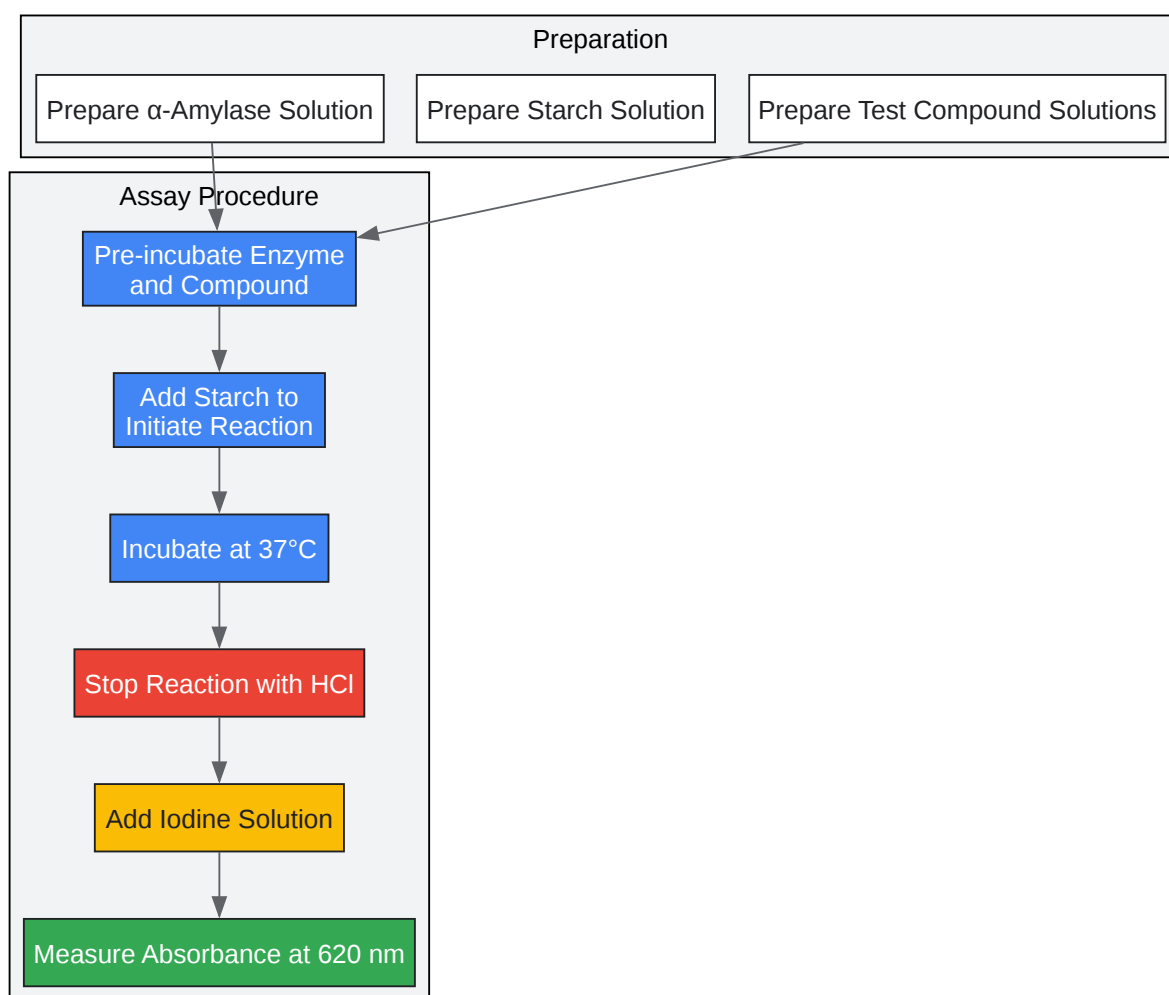 Preparation
Prepare α-Amylase Solution
Prepare Starch Solution
Prepare Test Compound Solutions
Assay Procedure
Pre-incubate Enzyme
and Compound
Add Starch to
Initiate Reaction
Incubate at 37°C
Stop Reaction with HCl
Add Iodine Solution
Measure Absorbance at 620 nm